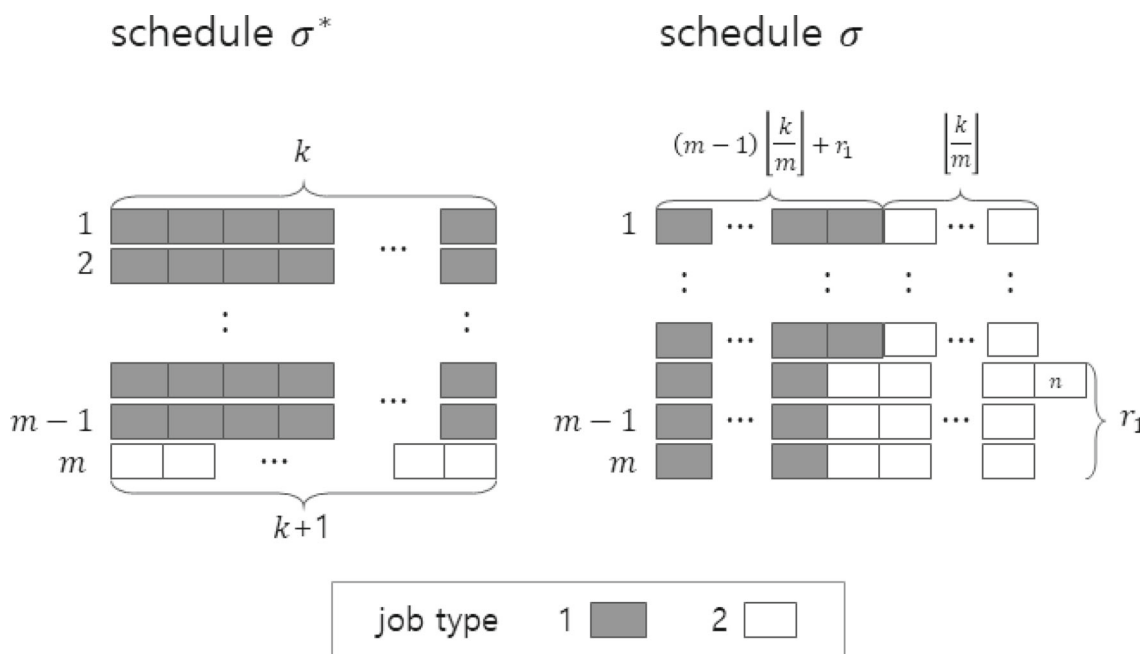 schedule σ*
schedule σ
k
1
2
...
:
:
m − 1
...
m
...
k+1
(m − 1) ⌊k/m⌋ + r₁
⌊k/m⌋
1
...
...
:
:
:
:
...
...
n
m − 1
...
...
m
r₁
job type 1 2